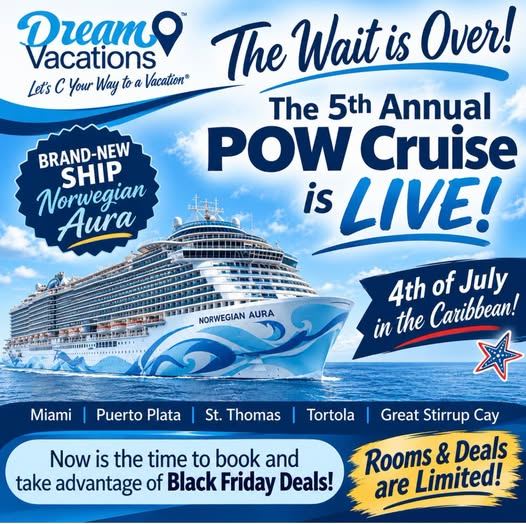 Dream
Vacations™
Let's C Your Way to a Vacation®
The Wait is Over!
The 5th Annual
POW Cruise
is LIVE!
BRAND-NEW
SHIP
Norwegian
Aura
NORWEGIAN AURA
4th of July
in the Caribbean!
Miami | Puerto Plata | St. Thomas | Tortola | Great Stirrup Cay
Now is the time to book and
take advantage of Black Friday Deals!
Rooms & Deals
are Limited!